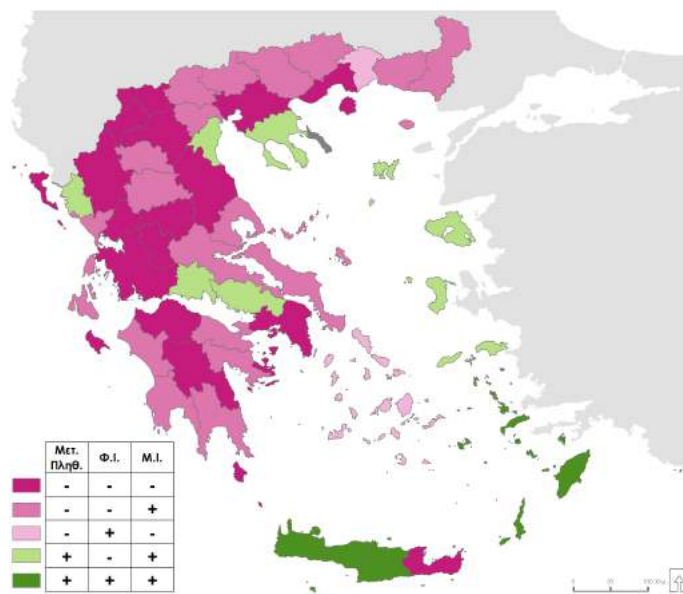 Μετ. Πληθ. Φ.Ι. Μ.Ι.
- - -
- - +
- + -
+ - +
+ + +